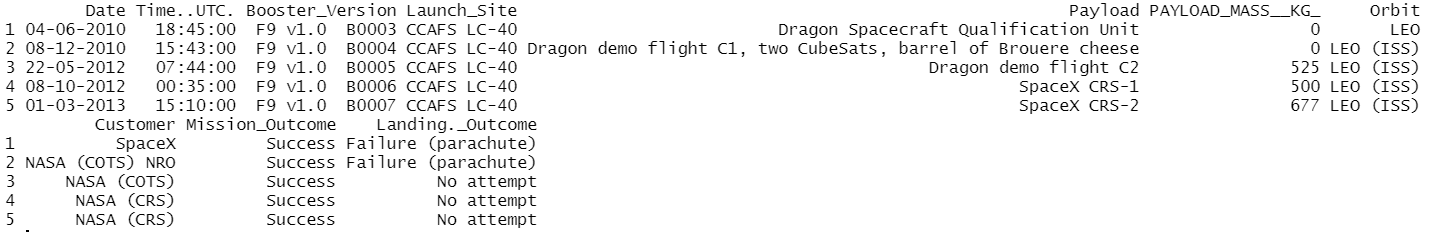 Date Time..UTC. Booster_Version Launch_Site                                                           Payload PAYLOAD_MASS__KG_     Orbit
1 04-06-2010   18:45:00  F9 v1.0  B0003 CCAFS LC-40                              Dragon Spacecraft Qualification Unit                 0       LEO
2 08-12-2010   15:43:00  F9 v1.0  B0004 CCAFS LC-40 Dragon demo flight C1, two CubeSats, barrel of Brouere cheese                 0 LEO (ISS)
3 22-05-2012   07:44:00  F9 v1.0  B0005 CCAFS LC-40                                             Dragon demo flight C2               525 LEO (ISS)
4 08-10-2012   00:35:00  F9 v1.0  B0006 CCAFS LC-40                                                      SpaceX CRS-1               500 LEO (ISS)
5 01-03-2013   15:10:00  F9 v1.0  B0007 CCAFS LC-40                                                      SpaceX CRS-2               677 LEO (ISS)
         Customer Mission_Outcome    Landing._Outcome
1          SpaceX         Success Failure (parachute)
2 NASA (COTS) NRO         Success Failure (parachute)
3     NASA (COTS)         Success          No attempt
4      NASA (CRS)         Success          No attempt
5      NASA (CRS)         Success          No attempt